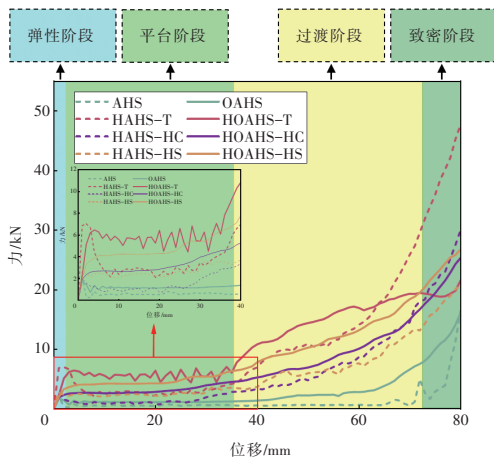 弹性阶段 平台阶段 过渡阶段 致密阶段
AHS OAHS
HAHS-T HOAHS-T
HAHS-HC HOAHS-HC
HAHS-HS HOAHS-HS
50
40
30
20
10
力/kN
0 20 40 60 80
位移/mm
12
10
8
6
4
2
力/kN
AHS OAHS
HAHS-T HOAHS-T
HAHS-HC HOAHS-HC
HAHS-HS HOAHS-HS
10 20 30 40
位移/mm